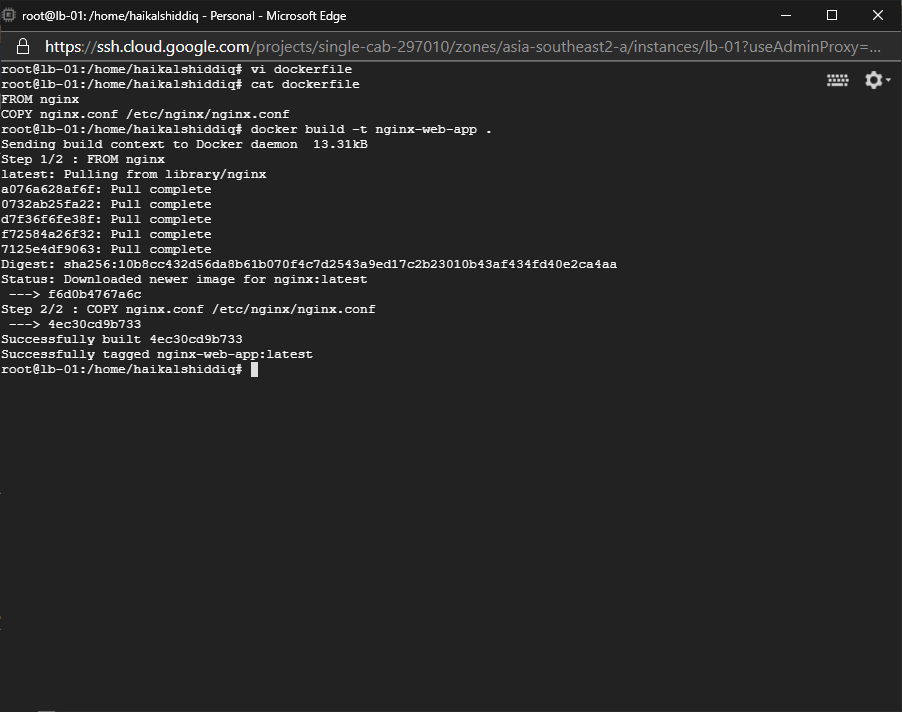 root@lb-01: /home/haikalshiddiq - Personal - Microsoft Edge
https://ssh.cloud.google.com/projects/single-cab-297010/zones/asia-southeast2-a/instances/lb-01?useAdminProxy=...
root@lb-01:/home/haikalshiddiq# vi dockerfile
root@lb-01:/home/haikalshiddiq# cat dockerfile
FROM nginx
COPY nginx.conf /etc/nginx/nginx.conf
root@lb-01:/home/haikalshiddiq# docker build -t nginx-web-app .
Sending build context to Docker daemon  13.31kB
Step 1/2 : FROM nginx
latest: Pulling from library/nginx
a076a628af6f: Pull complete
0732ab25fa22: Pull complete
d7f36f6fe38f: Pull complete
f72584a26f32: Pull complete
7125e4df9063: Pull complete
Digest: sha256:10b8cc432d56da8b61b070f4c7d2543a9ed17c2b23010b43af434fd40e2ca4aa
Status: Downloaded newer image for nginx:latest
 ---> f6d0b4767a6c
Step 2/2 : COPY nginx.conf /etc/nginx/nginx.conf
 ---> 4ec30cd9b733
Successfully built 4ec30cd9b733
Successfully tagged nginx-web-app:latest
root@lb-01:/home/haikalshiddiq#